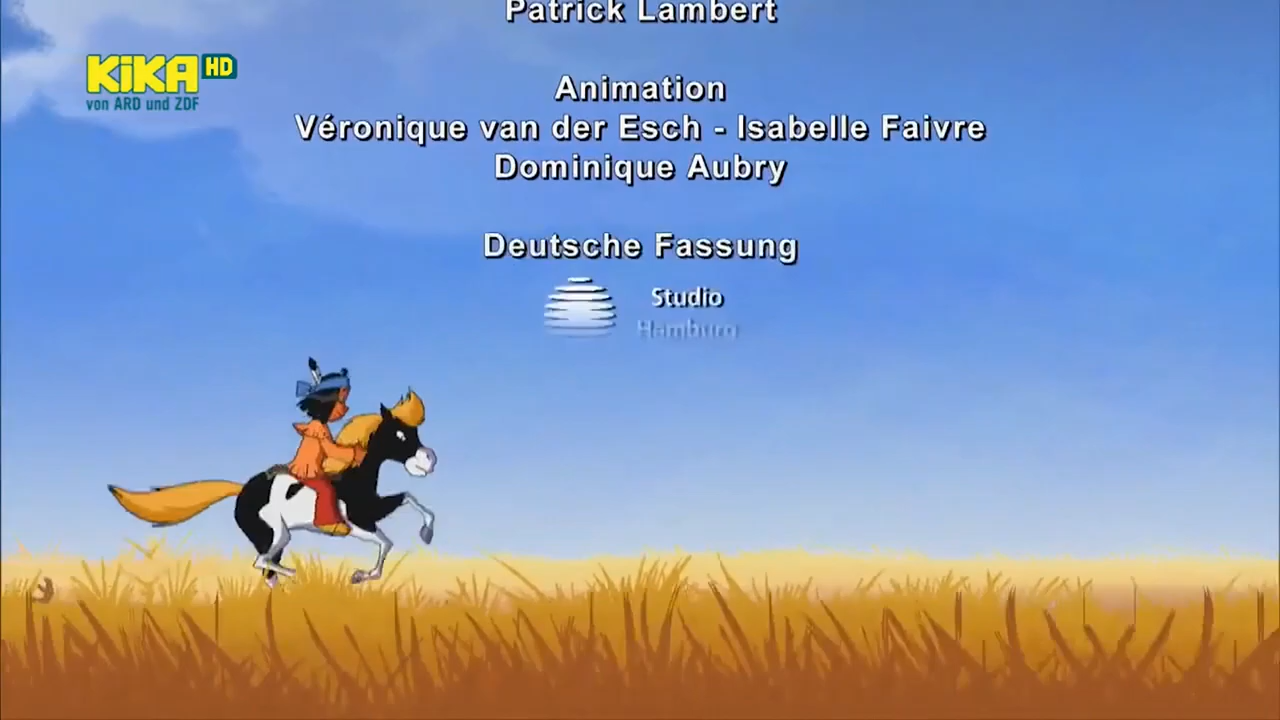 Patrick Lambert
KiKA HD
von ARD und ZDF
Animation
Véronique van der Esch - Isabelle Faivre
Dominique Aubry
Deutsche Fassung
Studio
Hamburg